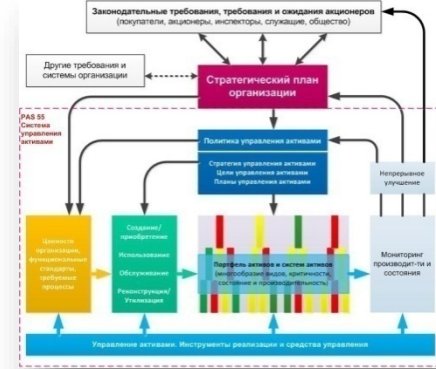 Законодательные требования, требования и ожидания акционеров
(покупатели, акционеры, инспекторы, служащие, общество)
Другие требования и
системы организации
Стратегический план
организации
PAS 55
Система
управления
активами
Политика управления активами
Стратегия управления активами
Цели управления активами
Планы управления активами
Непрерывное
улучшение
Ценности
организации,
функциональные
стандарты,
требуемые
процессы
Создание/
приобретение
Использование
Обслуживание
Реконструкция/
Утилизация
Портфель активов и систем активов
(многообразие видов, критичности,
состояние и производительность)
Мониторинг
производит-ти и
состояния
Управление активами. Инструменты реализации и средства управления